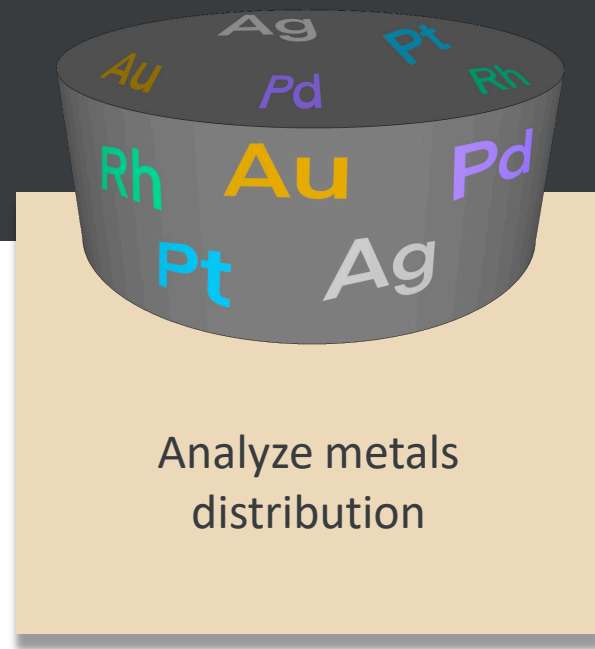 Ag
Pt
Au
Pd
Rh
Rh
Au
Pd
Pt
Ag
Analyze metals
distribution